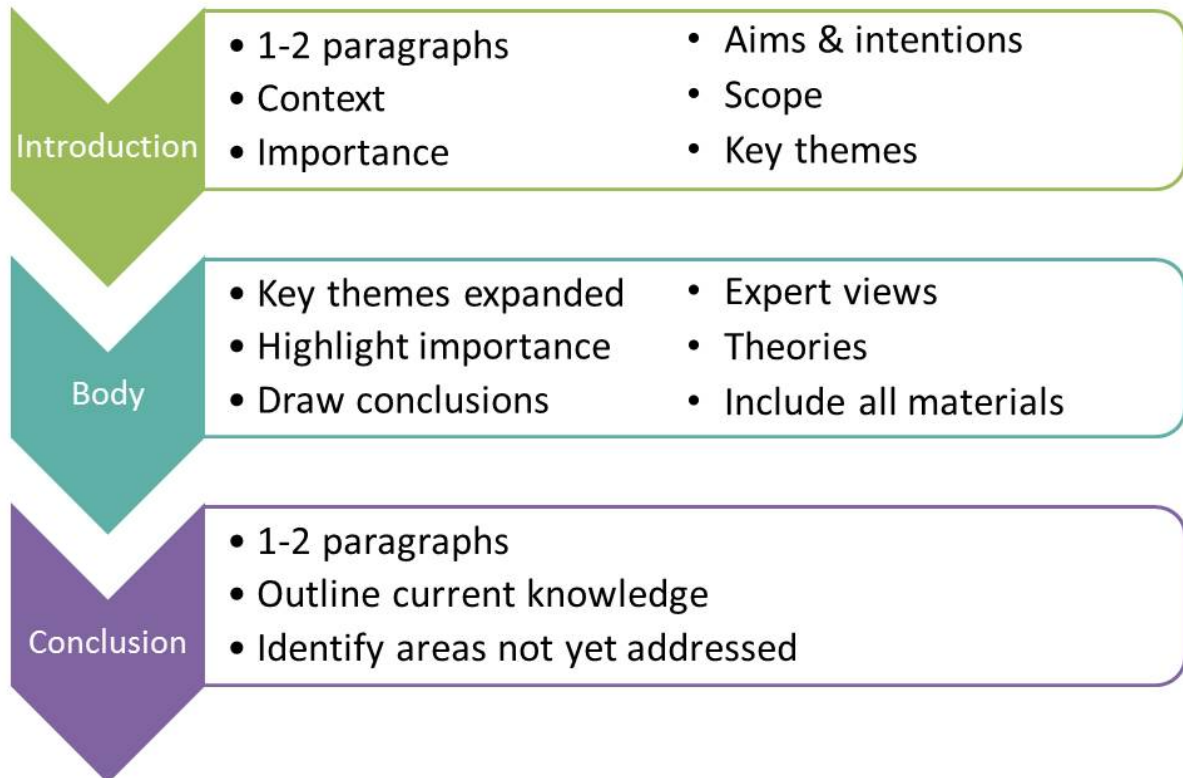 Introduction
• 1-2 paragraphs
• Context
• Importance
• Aims & intentions
• Scope
• Key themes
Body
• Key themes expanded
• Highlight importance
• Draw conclusions
• Expert views
• Theories
• Include all materials
Conclusion
• 1-2 paragraphs
• Outline current knowledge
• Identify areas not yet addressed